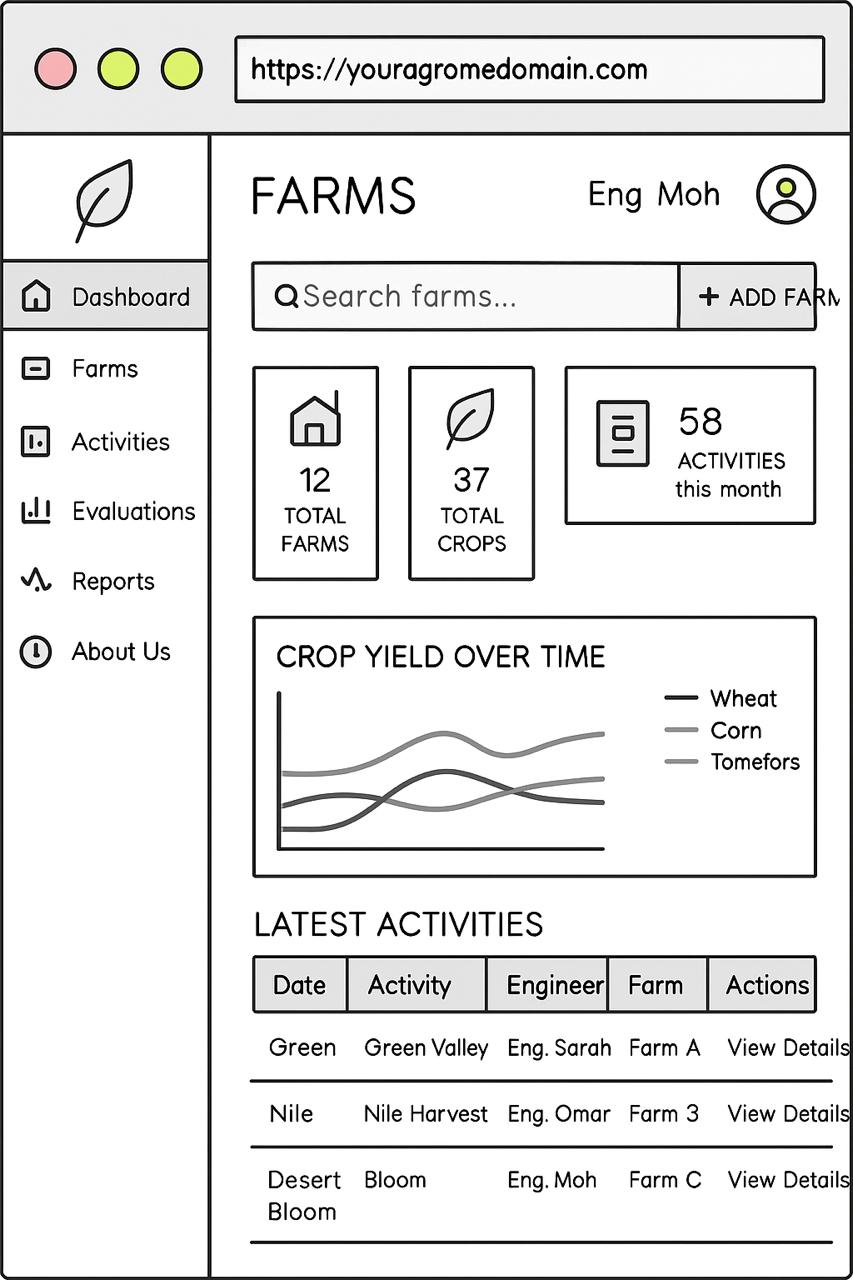 https://youragromedomain.com
FARMS
Eng Moh
Dashboard
Farms
Activities
Evaluations
Reports
About Us
Search farms...
+ ADD FARM
12
TOTAL
FARMS
37
TOTAL
CROPS
58
ACTIVITIES
this month
CROP YIELD OVER TIME
Wheat
Corn
Tomefors
LATEST ACTIVITIES
Date Activity Engineer Farm Actions
Green Green Valley Eng. Sarah Farm A View Details
Nile Nile Harvest Eng. Omar Farm 3 View Details
Desert Bloom Eng. Moh Farm C View Details
Bloom